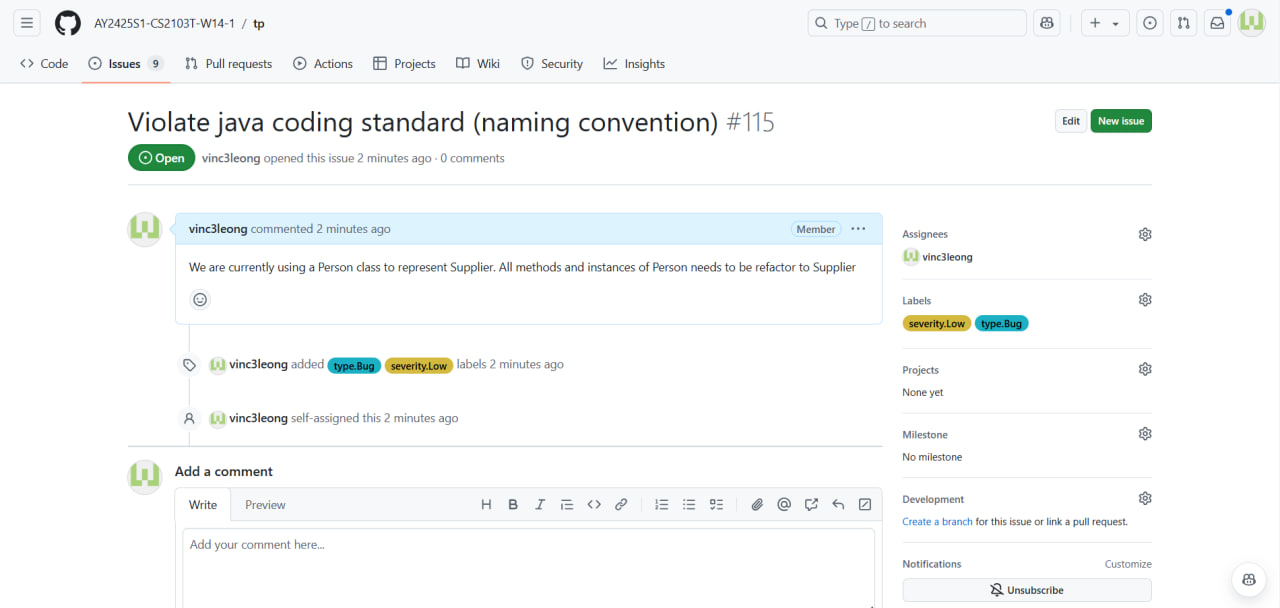 AY2425S1-CS2103T-W14-1 / tp
Type / to search
Code Issues 9 Pull requests Actions Projects Wiki Security Insights
Violate java coding standard (naming convention) #115
Edit New issue
Open vinc3leong opened this issue 2 minutes ago · 0 comments
vinc3leong commented 2 minutes ago Member
We are currently using a Person class to represent Supplier. All methods and instances of Person needs to be refactor to Supplier
vinc3leong added type.Bug severity.Low labels 2 minutes ago
vinc3leong self-assigned this 2 minutes ago
Add a comment
Write Preview H B I
Add your comment here...
Assignees
vinc3leong
Labels
severity.Low type.Bug
Projects
None yet
Milestone
No milestone
Development
Create a branch for this issue or link a pull request.
Notifications Customize
Unsubscribe